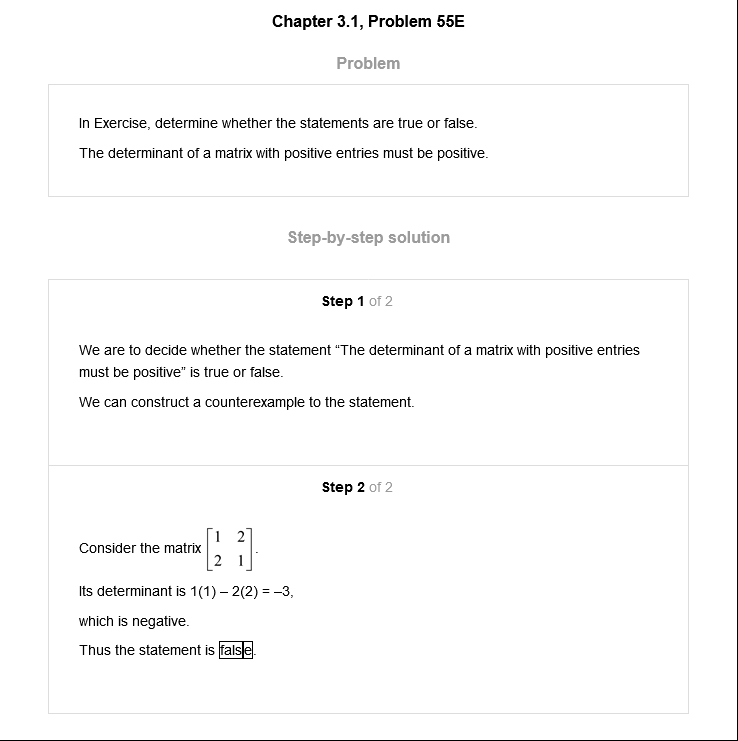 Chapter 3.1, Problem 55E
Problem
In Exercise, determine whether the statements are true or false.
The determinant of a matrix with positive entries must be positive.
Step-by-step solution
Step 1 of 2
We are to decide whether the statement “The determinant of a matrix with positive entries
must be positive” is true or false.
We can construct a counterexample to the statement.
Step 2 of 2
Consider the matrix [1 2
2 1].
Its determinant is 1(1) – 2(2) = –3,
which is negative.
Thus the statement is false.